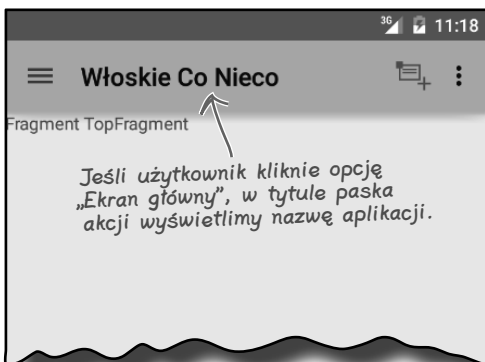 3G 11:18
Włoskie Co Nieco
Fragment TopFragment
Jeśli użytkownik kliknie opcję
„Ekran główny”, w tytule paska
akcji wyświetlimy nazwę aplikacji.